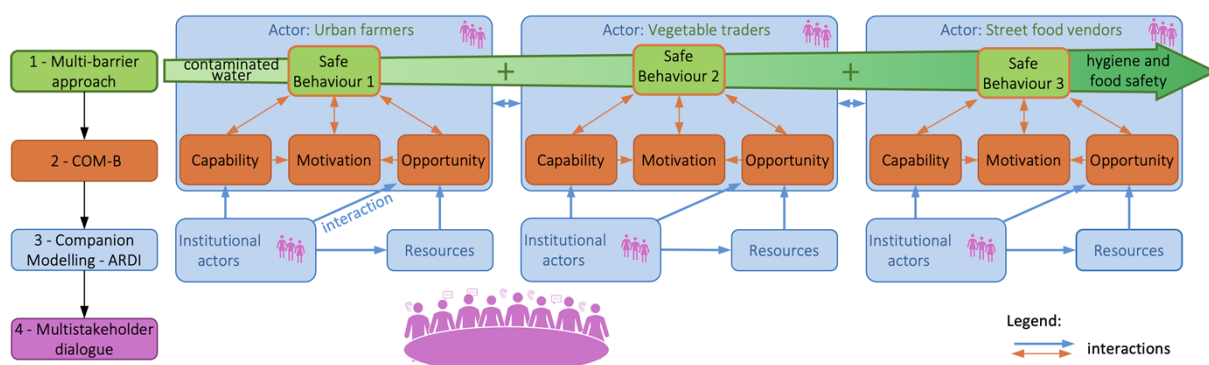 1 - Multi-barrier
approach
2 - COM-B
3 - Companion
Modelling - ARDI
4 - Multistakeholder
dialogue
Actor: Urban farmers
contaminated
water
Safe
Behaviour 1
+
Capability
Motivation
Opportunity
interaction
Institutional
actors
Resources
Actor: Vegetable traders
Safe
Behaviour 2
+
Capability
Motivation
Opportunity
Institutional
actors
Resources
Actor: Street food vendors
Safe
Behaviour 3
hygiene and
food safety
Capability
Motivation
Opportunity
Institutional
actors
Resources
Legend:
interactions